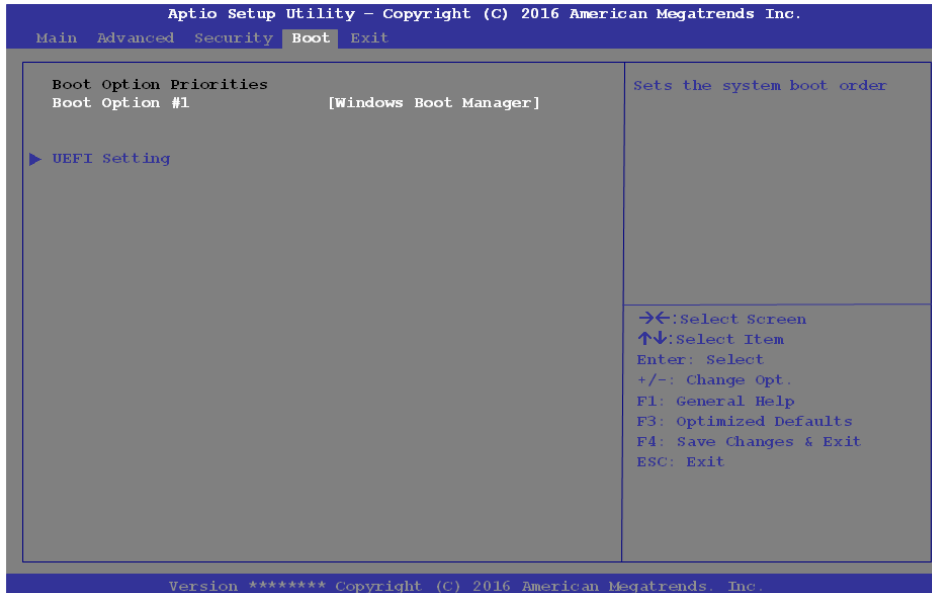 Aptio Setup Utility – Copyright (C) 2016 American Megatrends Inc.
Main Advanced Security Boot Exit
Boot Option Priorities
Boot Option #1 [Windows Boot Manager]
▶ UEFI Setting
Sets the system boot order
→←:Select Screen
↑↓:Select Item
Enter: Select
+/-: Change Opt.
F1: General Help
F3: Optimized Defaults
F4: Save Changes & Exit
ESC: Exit
Version ******** Copyright (C) 2016 American Megatrends. Inc.